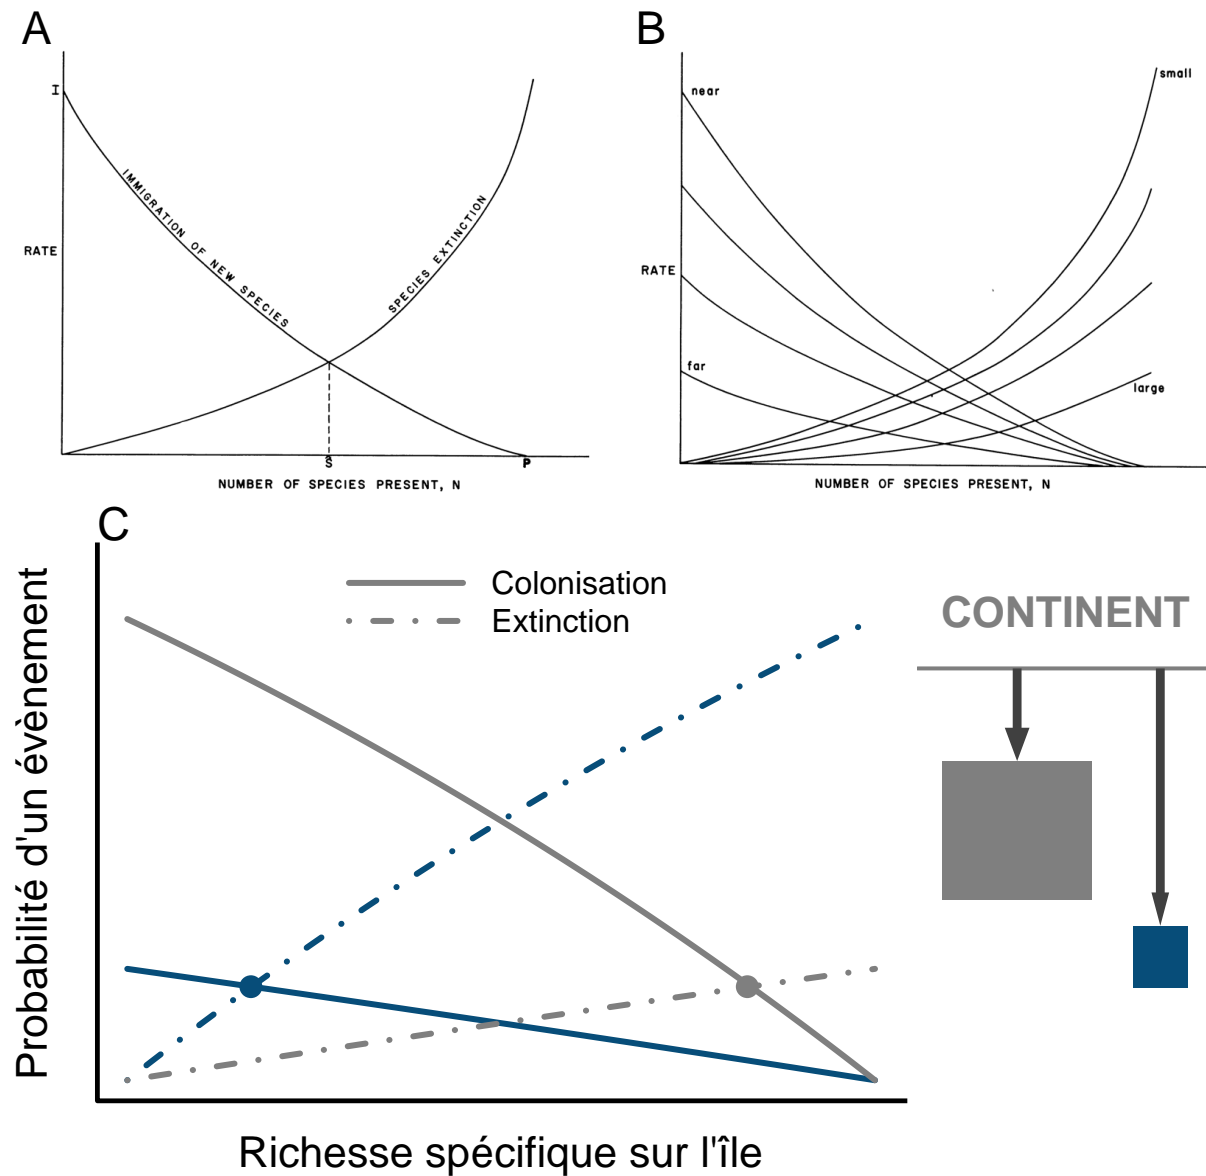 A
I
RATE
IMMIGRATION OF NEW SPECIES
SPECIES EXTINCTION
Ŝ
P
NUMBER OF SPECIES PRESENT, N
B
near
small
RATE
far
large
NUMBER OF SPECIES PRESENT, N
C
Probabilité d'un évènement
Colonisation
Extinction
Richesse spécifique sur l'île
CONTINENT